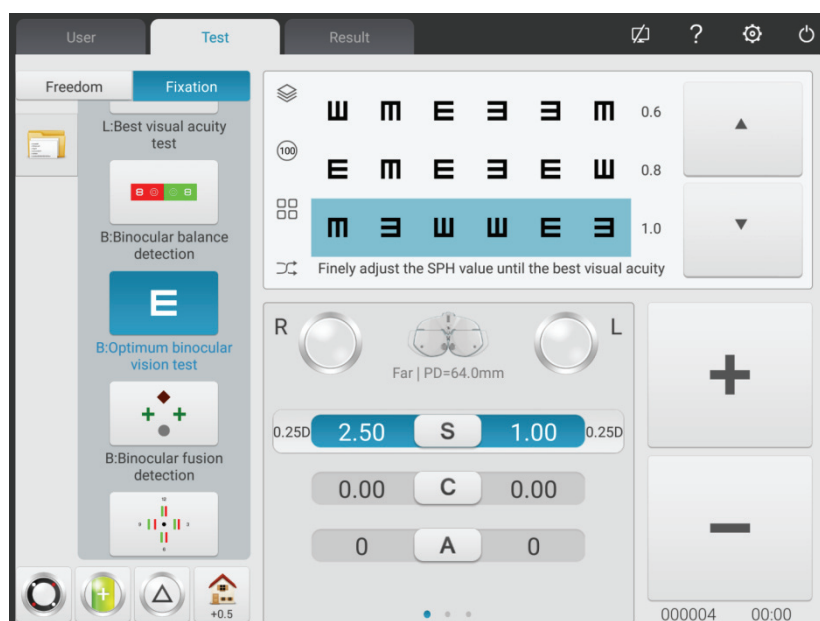 User
Test
Result
?
Freedom
Fixation
L:Best visual acuity
test
B:Binocular balance
detection
E
B:Optimum binocular
vision test
B:Binocular fusion
detection
+0.5
100
0.6
0.8
E
1.0
Finely adjust the SPH value until the best visual acuity
R
L
Far | PD=64.0mm
0.25D 2.50 S 1.00 0.25D
0.00 C 0.00
0 A 0
+
−
000004 00:00